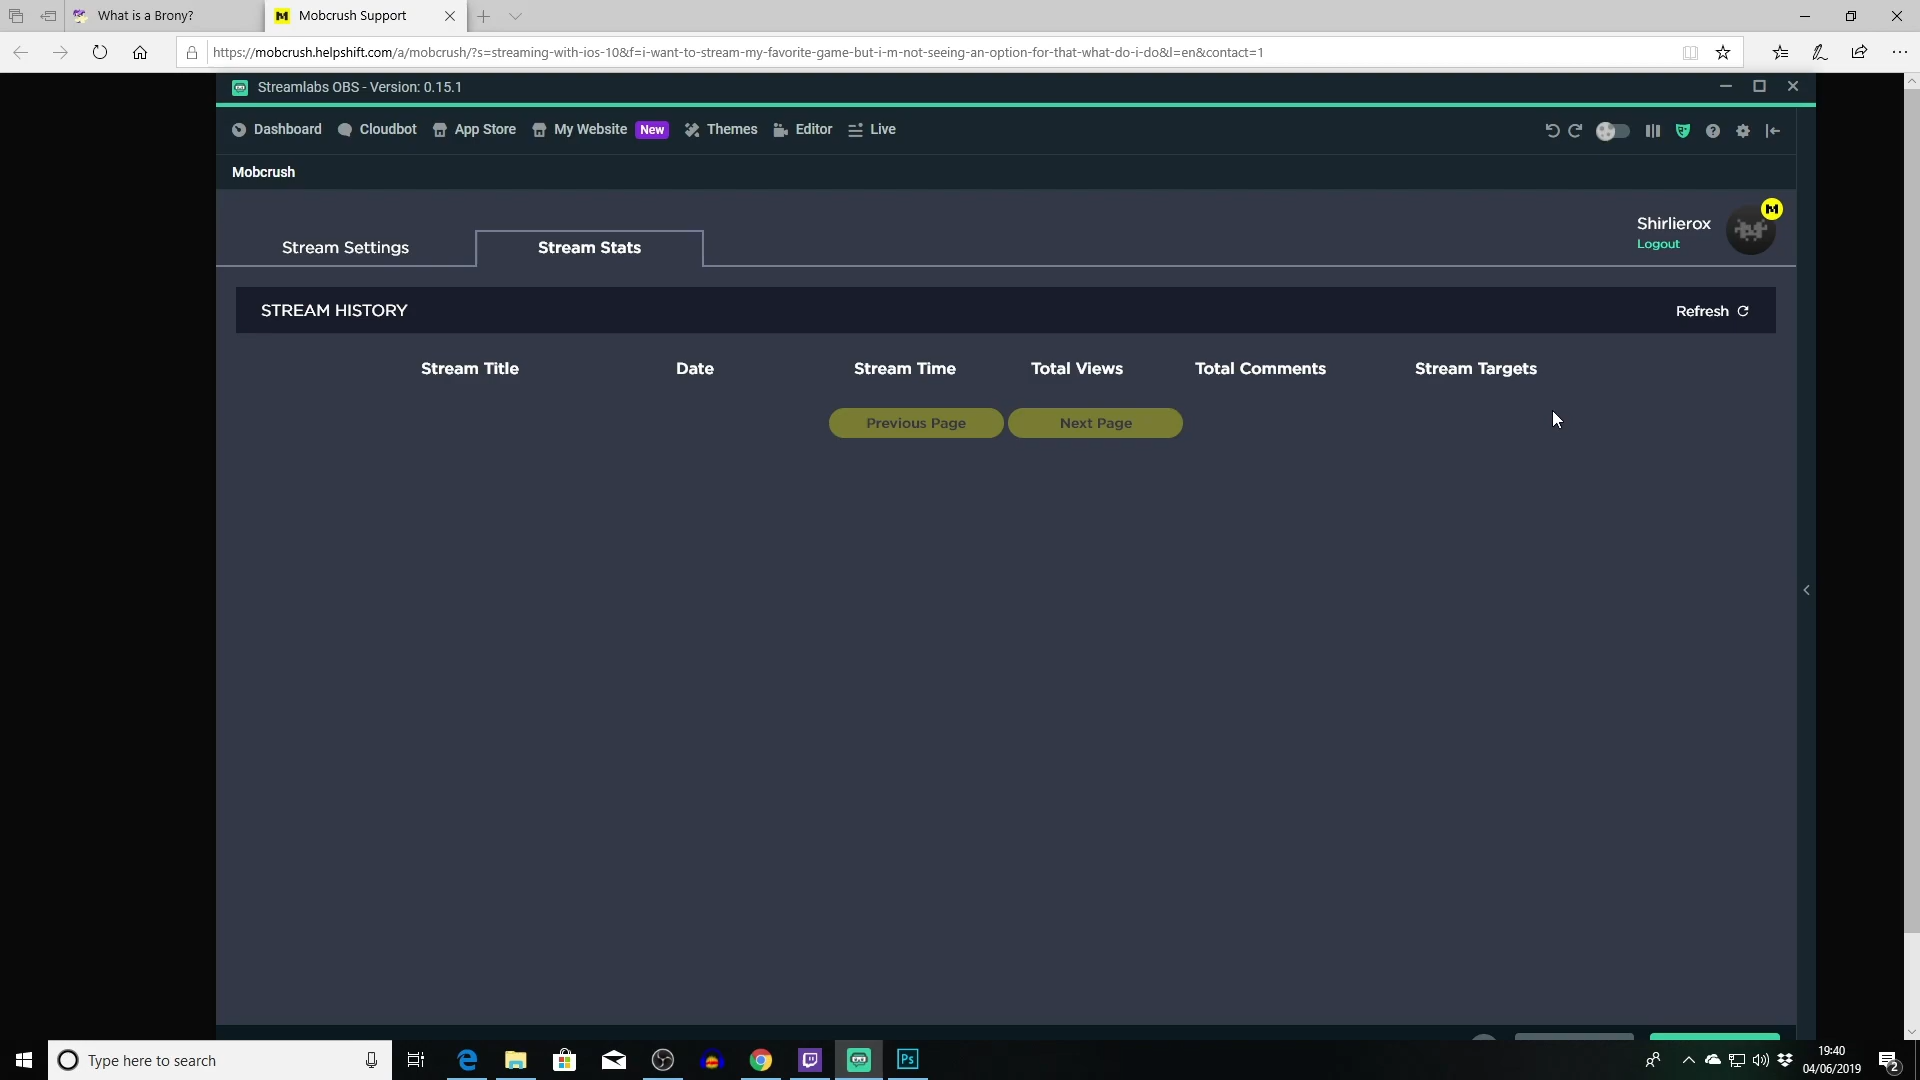 What is a Brony?
Mobcrush Support
https://mobcrush.helpshift.com/a/mobcrush/?s=streaming-with-ios-10&f=i-want-to-stream-my-favorite-game-but-i-m-not-seeing-an-option-for-that-what-do-i-do&l=en&contact=1
Streamlabs OBS - Version: 0.15.1
Dashboard Cloudbot App Store My Website New Themes Editor Live
Mobcrush
Shirlierox
Logout
Stream Settings Stream Stats
STREAM HISTORY Refresh
Stream Title Date Stream Time Total Views Total Comments Stream Targets
Previous Page Next Page
Type here to search
Ps
19:40
04/06/2019
2